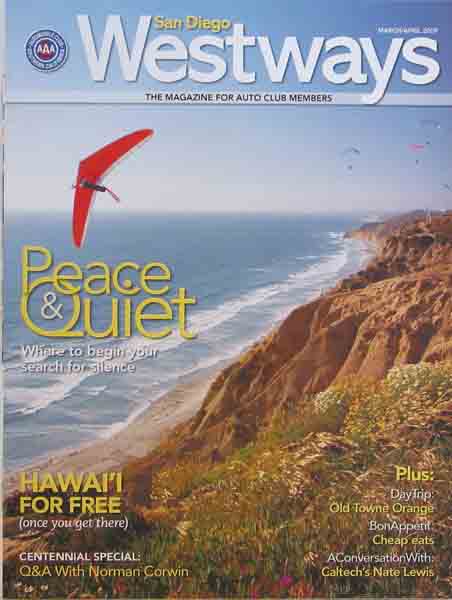 San Diego
MARCH/APRIL 2009
AAA
Westways
THE MAGAZINE FOR AUTO CLUB MEMBERS
Peace
& Quiet
Where to begin your
search for silence
HAWAI'I
FOR FREE
(once you get there)
CENTENNIAL SPECIAL:
Q&A With Norman Corwin
Plus:
DayTrip:
Old Towne Orange
BonAppetit:
Cheap eats
AConversationWith:
Caltech's Nate Lewis